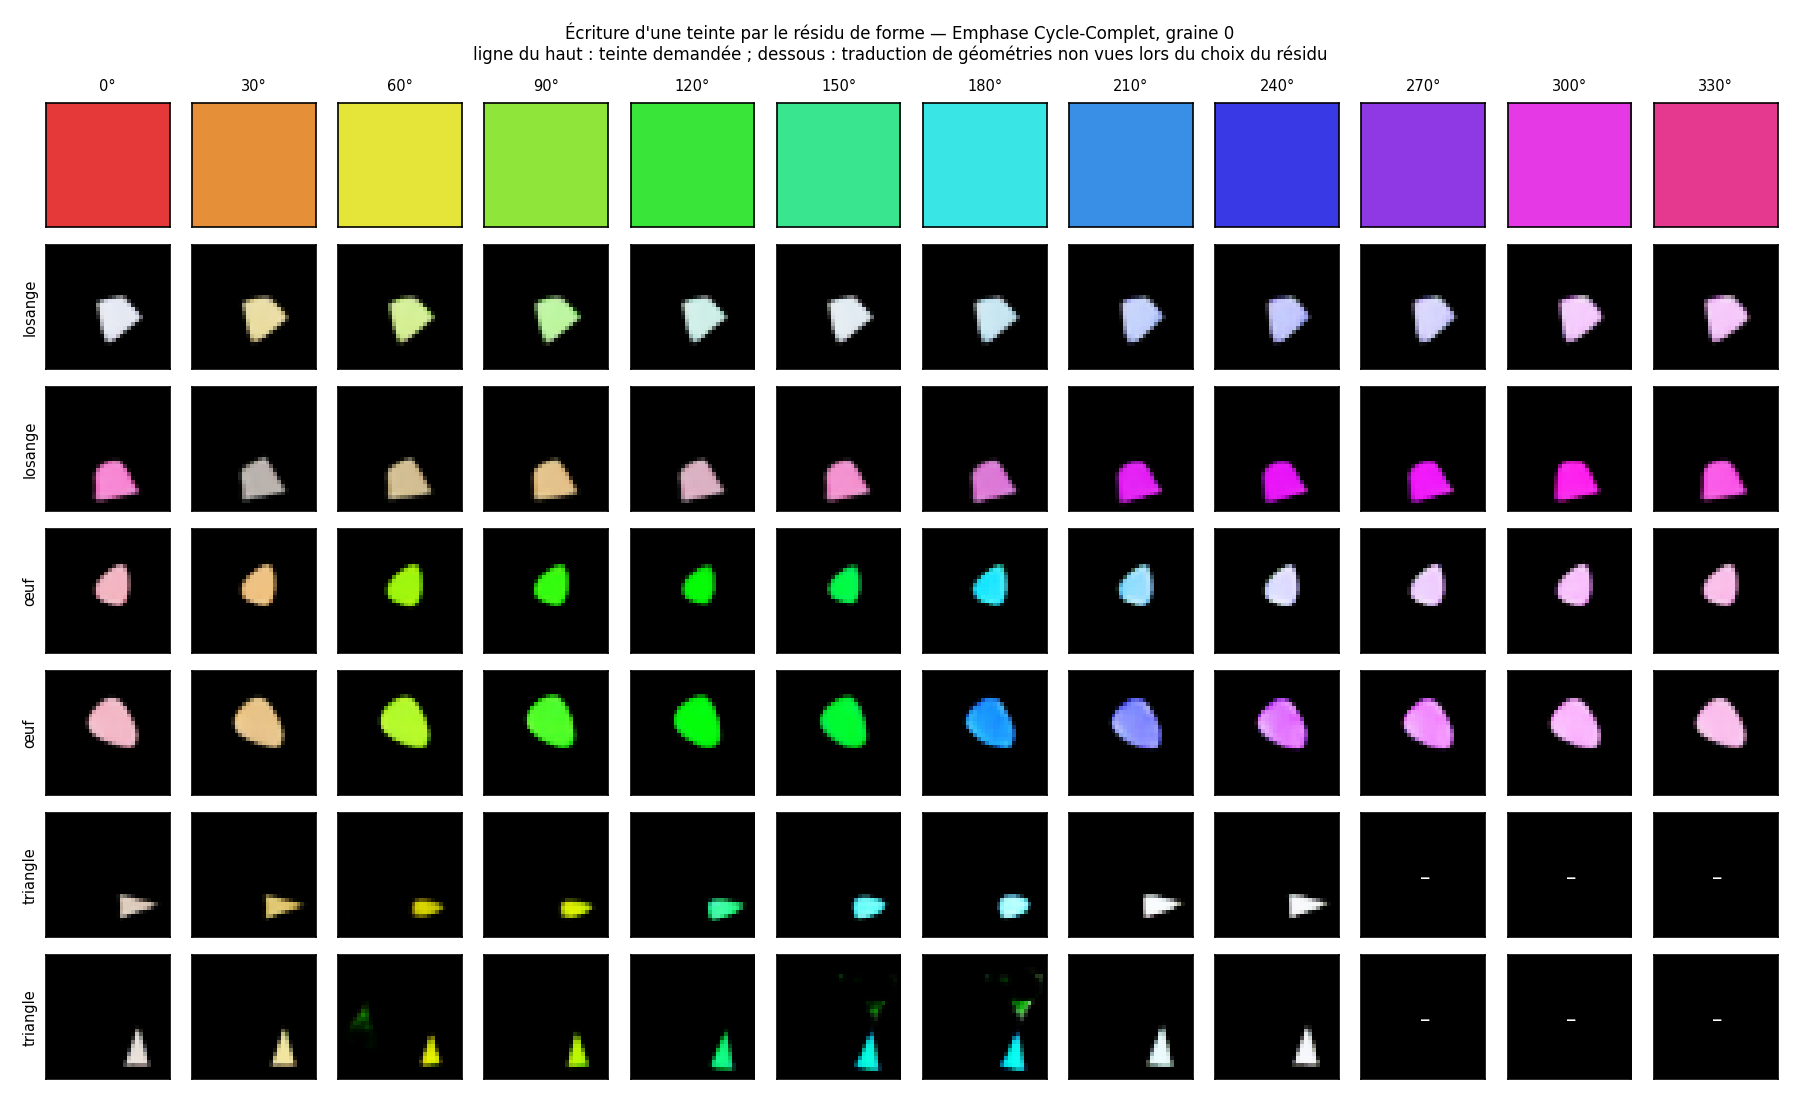 Écriture d'une teinte par le résidu de forme — Emphase Cycle-Complet, graine 0
ligne du haut : teinte demandée ; dessous : traduction de géométries non vues lors du choix du résidu
0° 30° 60° 90° 120° 150° 180° 210° 240° 270° 300° 330°
losange
losange
œuf
œuf
triangle
– – –
triangle
– – –